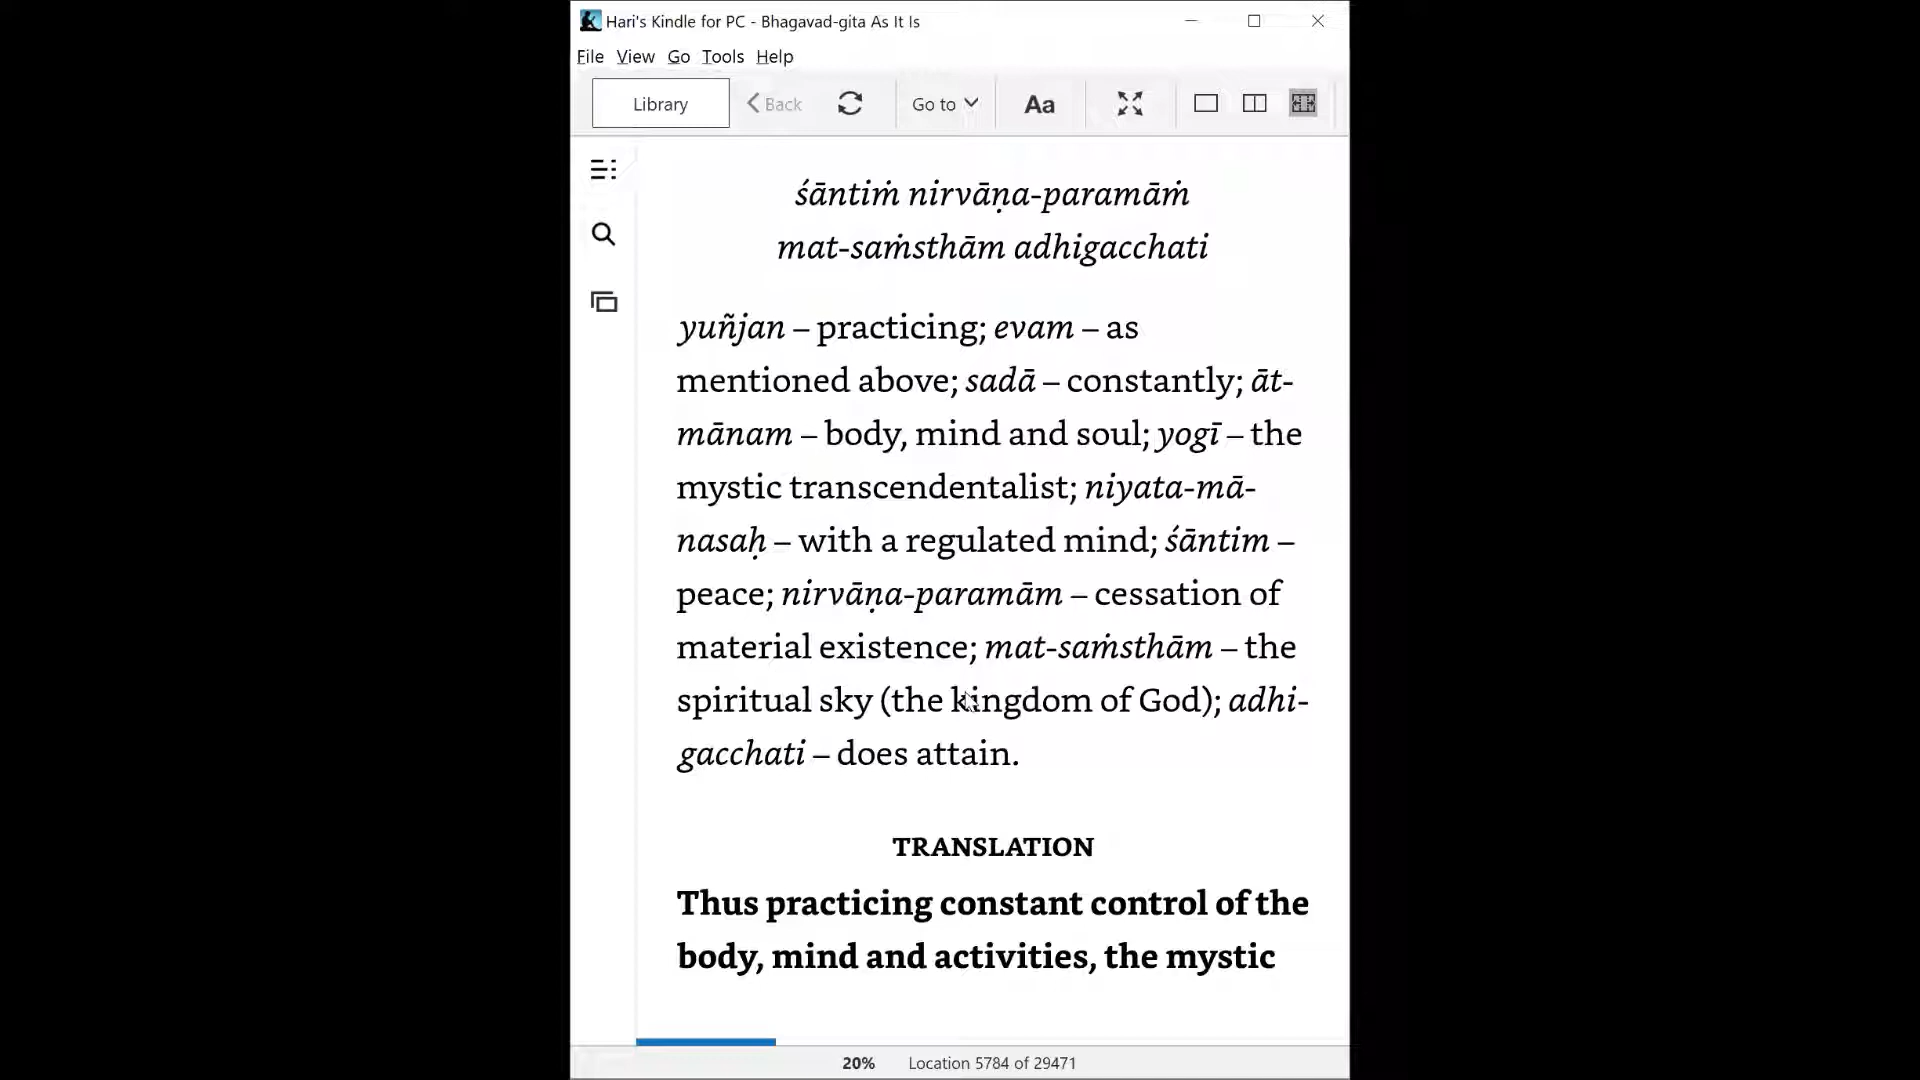 Hari's Kindle for PC - Bhagavad-gita As It Is
File View Go Tools Help
Library Back Go to Aa
śāntiṁ nirvāṇa-paramāṁ
mat-saṁsthām adhigacchati
yuñjan – practicing; evam – as
mentioned above; sadā – constantly; āt-
mānam – body, mind and soul; yogī – the
mystic transcendentalist; niyata-mā-
nasaḥ – with a regulated mind; śāntim –
peace; nirvāṇa-paramām – cessation of
material existence; mat-saṁsthām – the
spiritual sky (the kingdom of God); adhi-
gacchati – does attain.
TRANSLATION
Thus practicing constant control of the
body, mind and activities, the mystic
20% Location 5784 of 29471